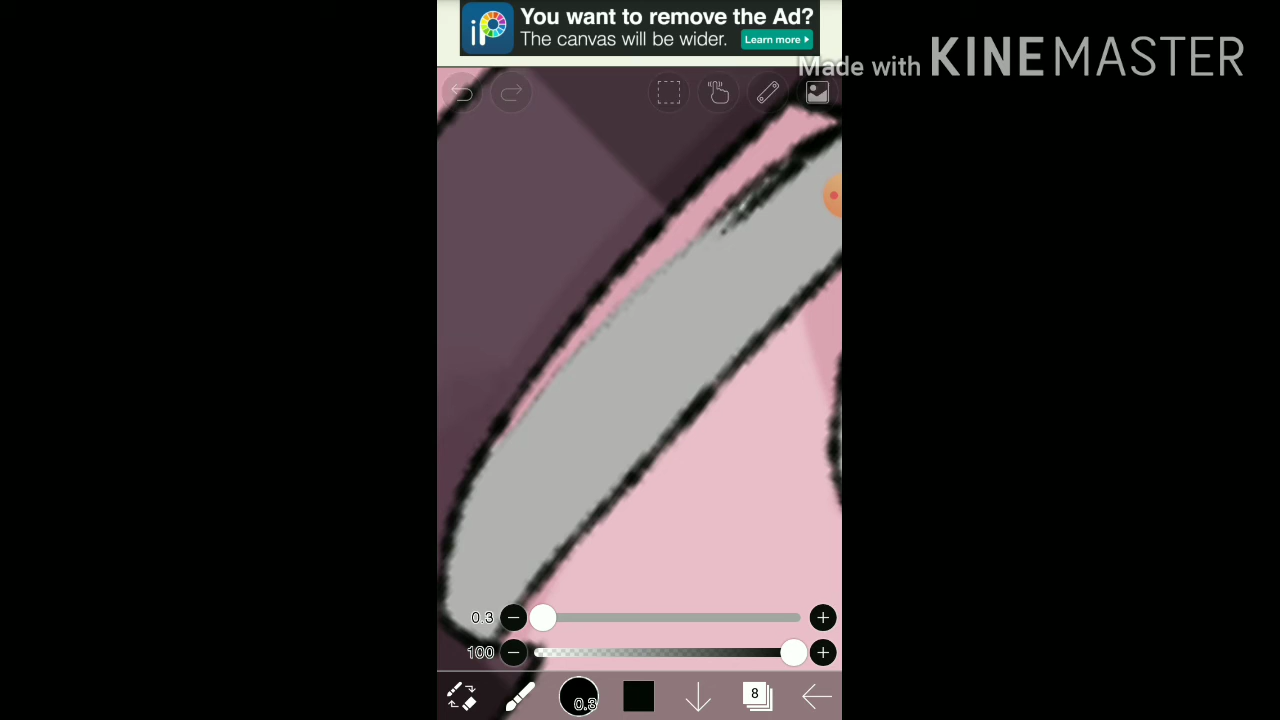 iP
You want to remove the Ad?
The canvas will be wider.
Learn more
Made with KINEMASTER
0.3
100
0.3
8